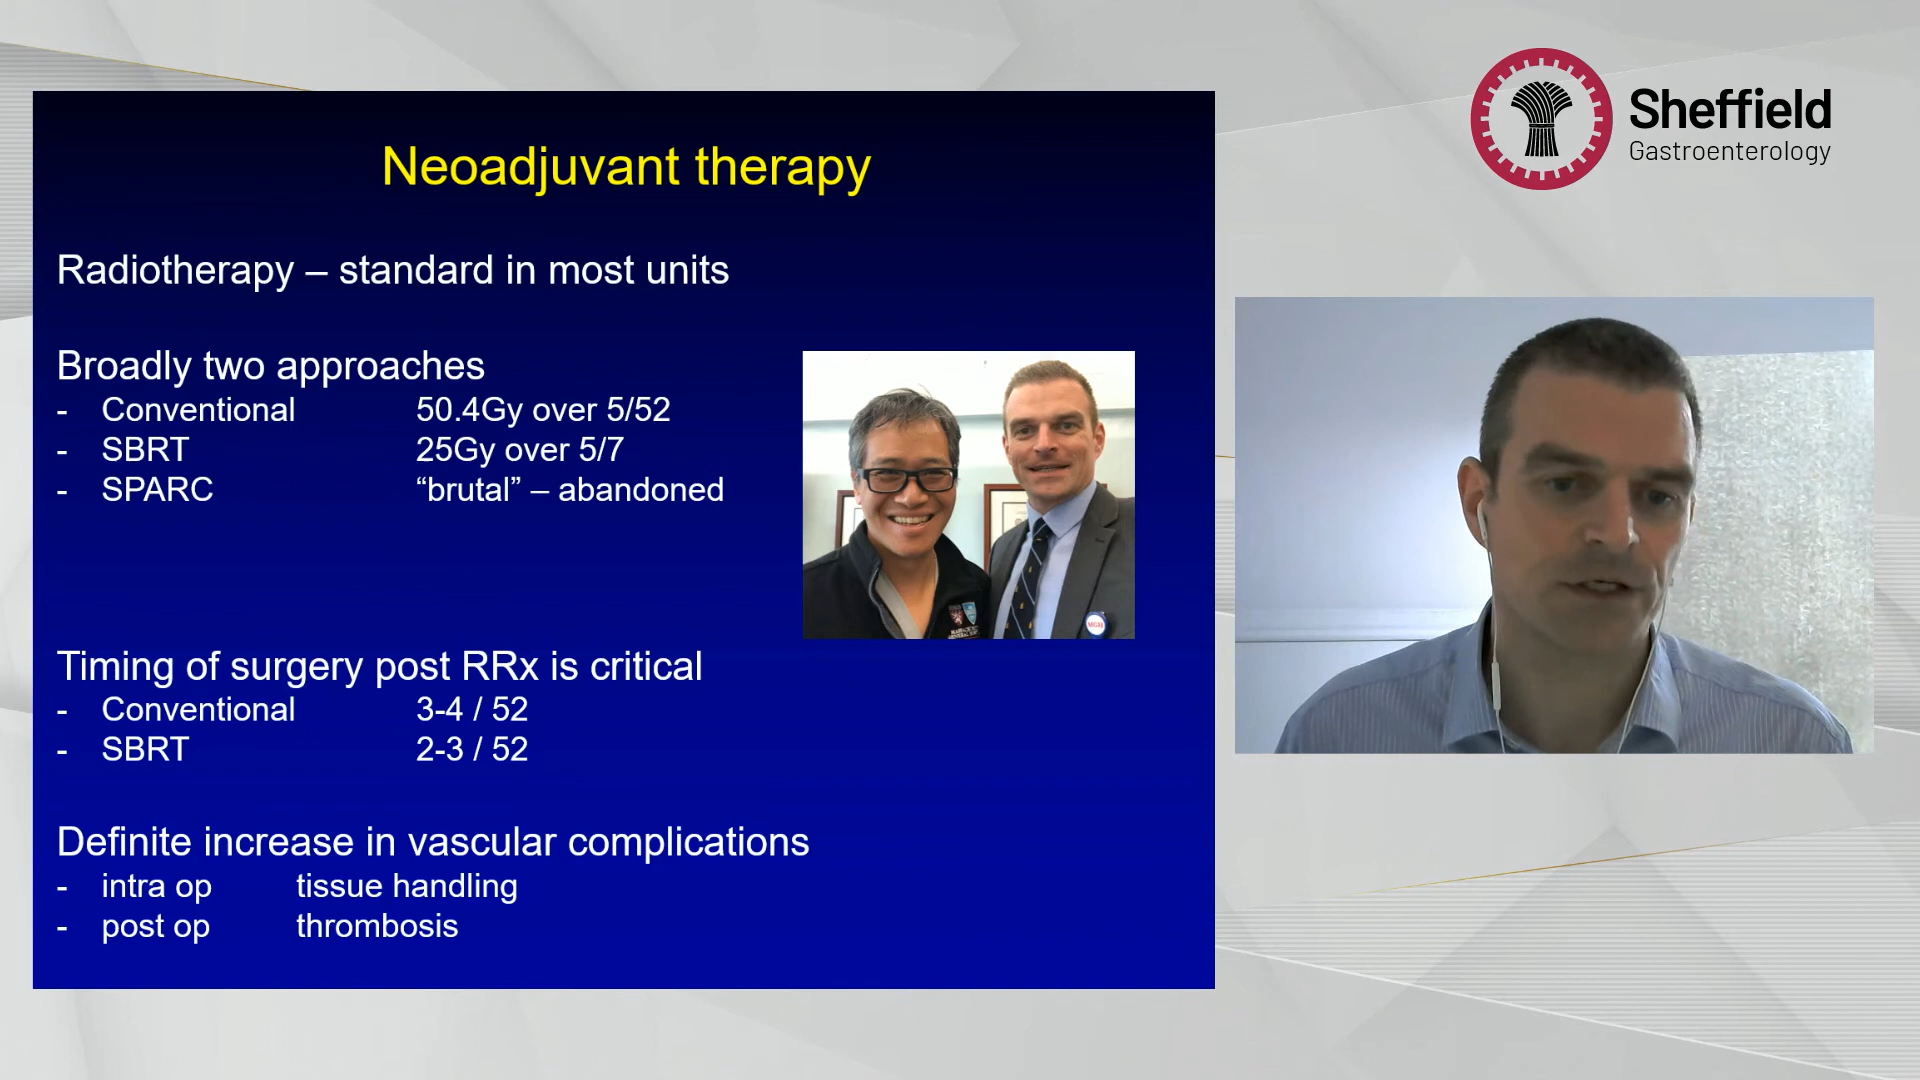 Neoadjuvant therapy
Radiotherapy – standard in most units
Broadly two approaches
- Conventional 50.4Gy over 5/52
- SBRT 25Gy over 5/7
- SPARC “brutal” – abandoned
Timing of surgery post RRx is critical
- Conventional 3-4 / 52
- SBRT 2-3 / 52
Definite increase in vascular complications
- intra op tissue handling
- post op thrombosis
Sheffield
Gastroenterology
MGH